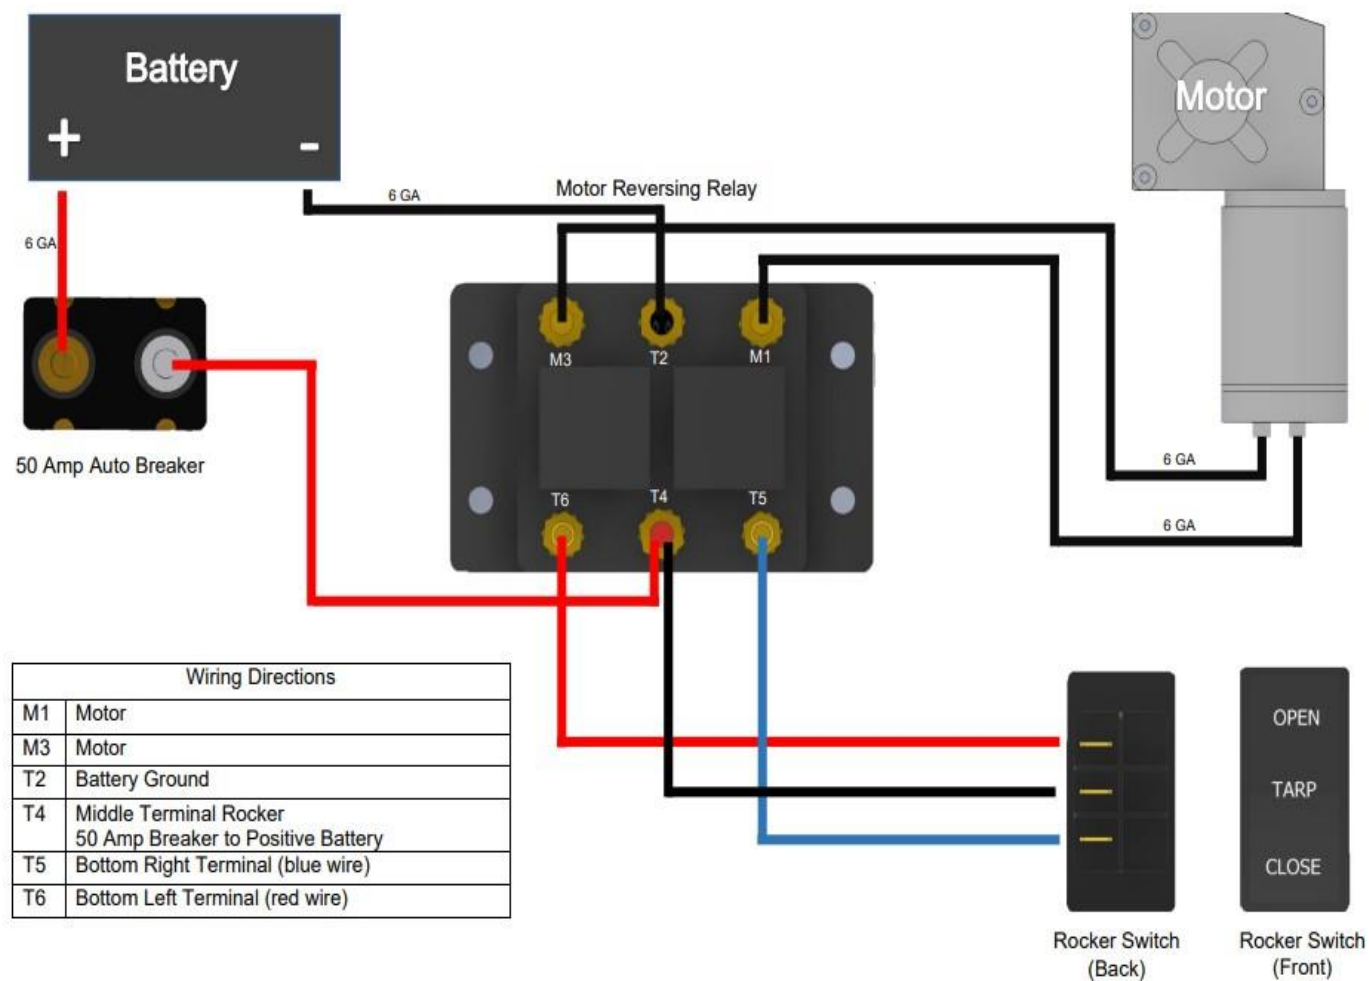 Battery
+
-
Motor
6 GA
Motor Reversing Relay
6 GA
M3
T2
M1
50 Amp Auto Breaker
6 GA
T6
T4
T5
6 GA
Wiring Directions
M1 Motor
M3 Motor
T2 Battery Ground
T4 Middle Terminal Rocker
50 Amp Breaker to Positive Battery
T5 Bottom Right Terminal (blue wire)
T6 Bottom Left Terminal (red wire)
OPEN
TARP
CLOSE
Rocker Switch
(Back)
Rocker Switch
(Front)